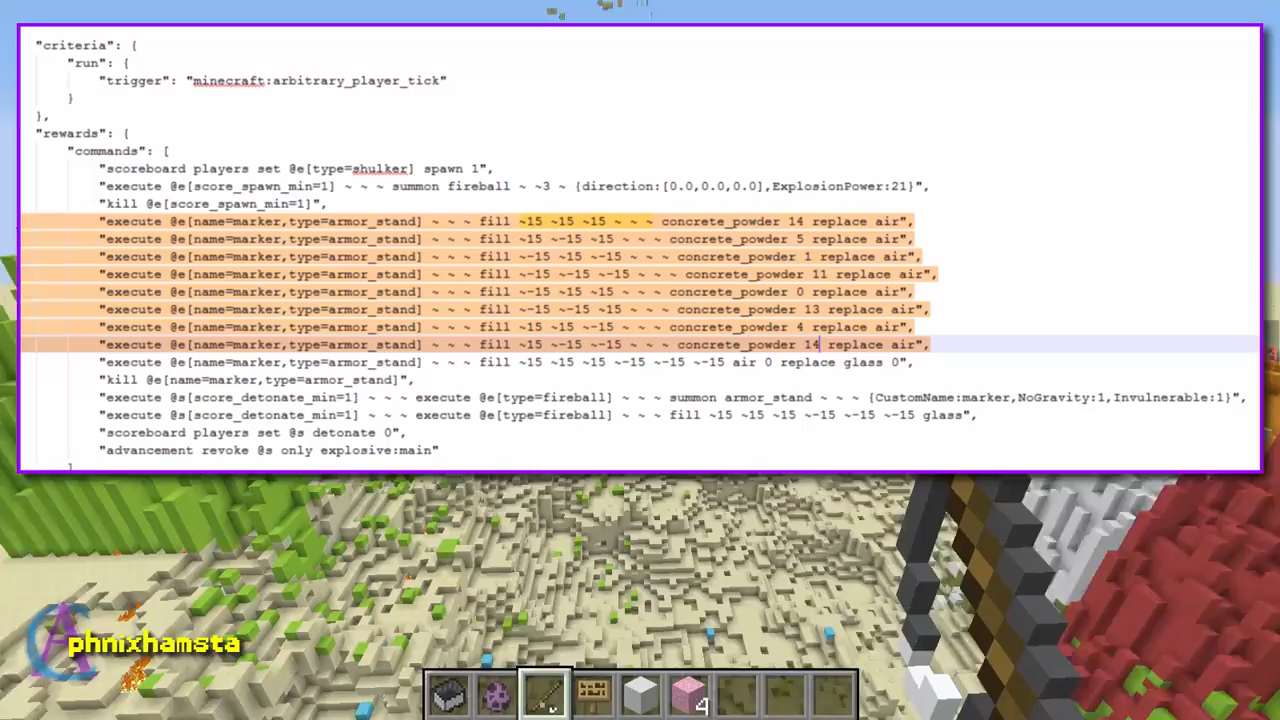 "criteria": {
"run": {
"trigger": "minecraft:arbitrary_player_tick"
}
},
"rewards": {
"commands": [
"scoreboard players set @e[type=shulker] spawn 1",
"execute @e[score_spawn_min=1] ~ ~ ~ summon fireball ~ ~3 ~ {direction:[0.0,0.0,0.0],ExplosionPower:21}",
"kill @e[score_spawn_min=1]",
"execute @e[name=marker,type=armor_stand] ~ ~ ~ fill ~15 ~15 ~15 ~ ~ ~ concrete_powder 14 replace air",
"execute @e[name=marker,type=armor_stand] ~ ~ ~ fill ~15 ~-15 ~15 ~ ~ ~ concrete_powder 5 replace air",
"execute @e[name=marker,type=armor_stand] ~ ~ ~ fill ~-15 ~15 ~-15 ~ ~ ~ concrete_powder 1 replace air",
"execute @e[name=marker,type=armor_stand] ~ ~ ~ fill ~-15 ~-15 ~-15 ~ ~ ~ concrete_powder 11 replace air",
"execute @e[name=marker,type=armor_stand] ~ ~ ~ fill ~-15 ~15 ~15 ~ ~ ~ concrete_powder 0 replace air",
"execute @e[name=marker,type=armor_stand] ~ ~ ~ fill ~-15 ~-15 ~15 ~ ~ ~ concrete_powder 13 replace air",
"execute @e[name=marker,type=armor_stand] ~ ~ ~ fill ~15 ~15 ~-15 ~ ~ ~ concrete_powder 4 replace air",
"execute @e[name=marker,type=armor_stand] ~ ~ ~ fill ~15 ~-15 ~-15 ~ ~ ~ concrete_powder 14 replace air",
"execute @e[name=marker,type=armor_stand] ~ ~ ~ fill ~15 ~15 ~15 ~-15 ~-15 ~-15 air 0 replace glass 0",
"kill @e[name=marker,type=armor_stand]",
"execute @s[score_detonate_min=1] ~ ~ ~ execute @e[type=fireball] ~ ~ ~ summon armor_stand ~ ~ ~ {CustomName:marker,NoGravity:1,Invulnerable:1}",
"execute @s[score_detonate_min=1] ~ ~ ~ execute @e[type=fireball] ~ ~ ~ fill ~15 ~15 ~15 ~-15 ~-15 ~-15 glass",
"scoreboard players set @s detonate 0",
"advancement revoke @s only explosive:main"
]
Aphnixhamsta
4